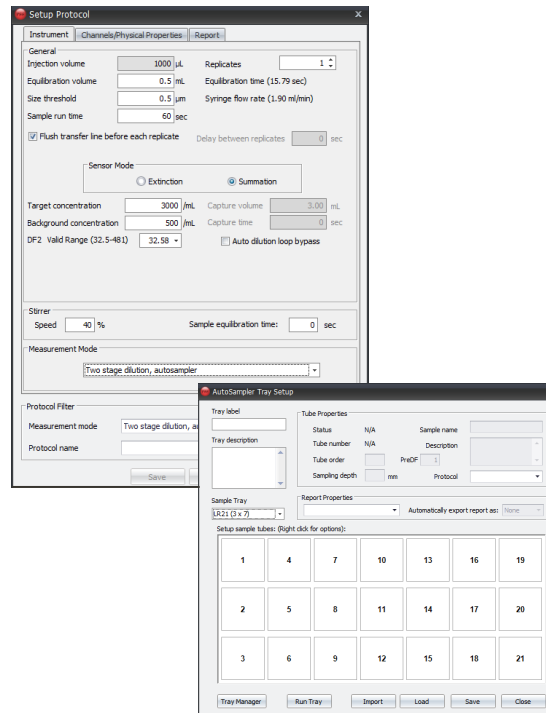 Setup Protocol x
Instrument Channels/Physical Properties Report
General
Injection volume 1000 µL Replicates 1
Equilibration volume 0.5 mL Equilibration time (15.79 sec)
Size threshold 0.5 µm Syringe flow rate (1.90 ml/min)
Sample run time 60 sec
Flush transfer line before each replicate Delay between replicates 0 sec
Sensor Mode
Extinction Summation
Target concentration 3000 /mL Capture volume 3.00 mL
Background concentration 500 /mL Capture time 0 sec
DF2 Valid Range (32.5-481) 32.58 Auto dilution loop bypass
Stirrer
Speed 40 % Sample equilibration time: 0 sec
Measurement Mode
Two stage dilution, autosampler
Protocol Filter
Measurement mode Two stage dilution, a
Protocol name
Save
AutoSampler Tray Setup
Tray label Tube Properties
Status N/A Sample name
Tray description Tube number N/A Description
Tube order PreDF 1
Sampling depth mm Protocol
Sample Tray Report Properties
LR21 (3 x 7) Automatically export report as: None
Setup sample tubes: (Right click for options):
1 4 7 10 13 16 19
2 5 8 11 14 17 20
3 6 9 12 15 18 21
Tray Manager Run Tray Import Load Save Close